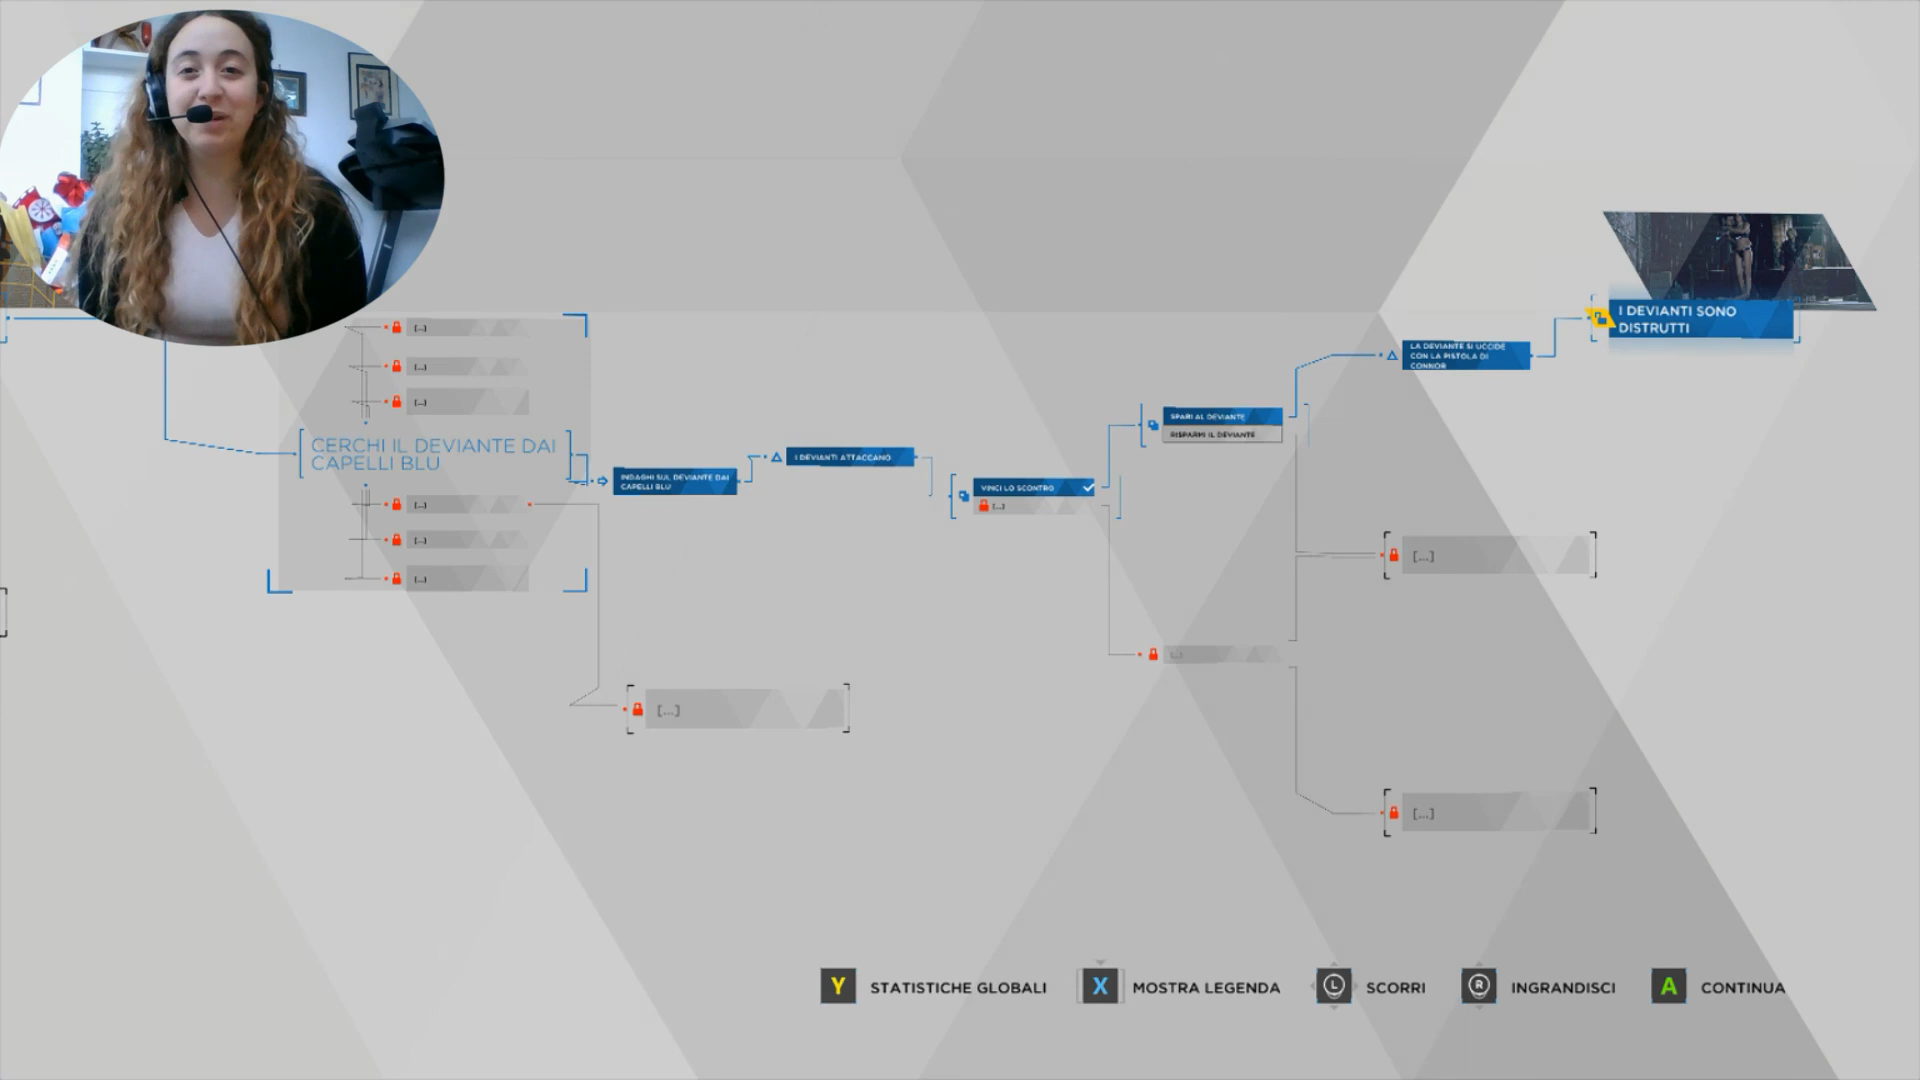 [...]
[...]
[...]
CERCHI IL DEVIANTE DAI
CAPELLI BLU
[...]
[...]
[...]
INDAGHI SUL DEVIANTE DAI
CAPELLI BLU
I DEVIANTI ATTACCANO
VINCI LO SCONTRO
[...]
SPARI AL DEVIANTE
RISPARMI IL DEVIANTE
LA DEVIANTE SI UCCIDE
CON LA PISTOLA DI
CONNOR
I DEVIANTI SONO
DISTRUTTI
[...]
[...]
[...]
[...]
Y STATISTICHE GLOBALI
X MOSTRA LEGENDA
L SCORRI
R INGRANDISCI
A CONTINUA